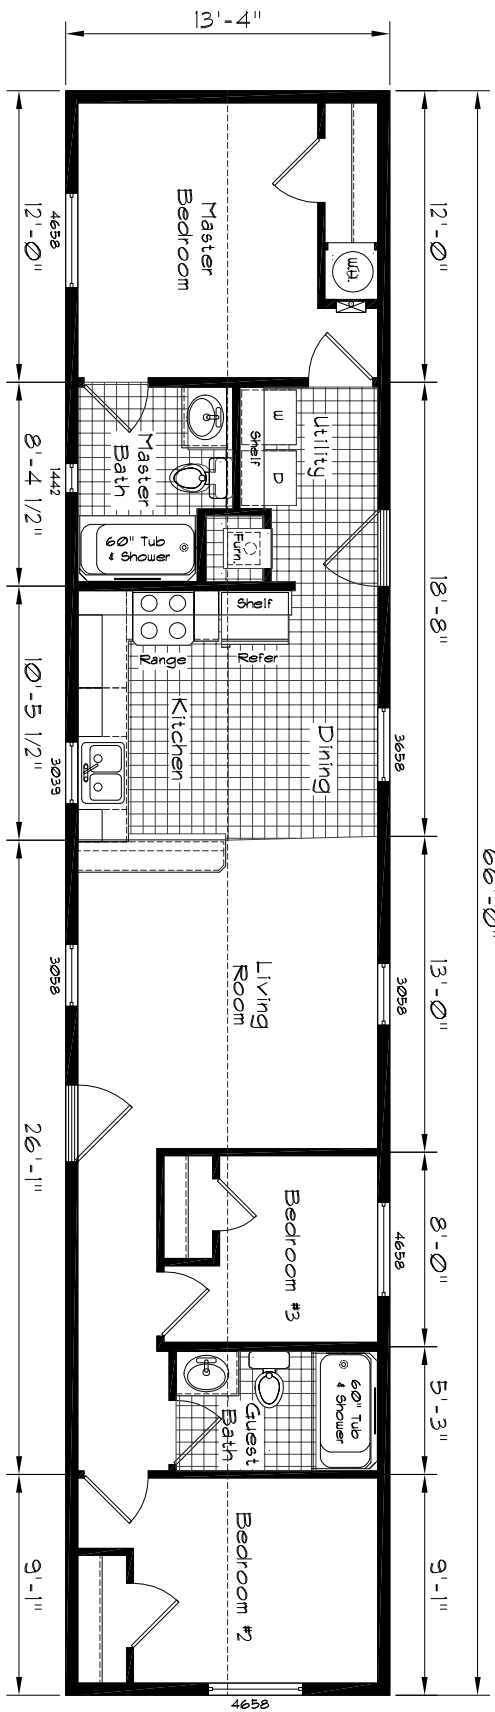 13'-4"
12'-0"
4658
Master
Bedroom
W.H.
12'-0"
8'-4 1/2"
1442
Master
Bath
60" Tub
& Shower
W
D
Shelf
Utility
Furn.
18'-8"
10'-5 1/2"
3039
Shelf
Range
Refer
Kitchen
Dining
3658
66'-0"
3058
Living
Room
3058
13'-0"
26'-1"
Bedroom #3
4658
8'-0"
Guest
Bath
60" Tub
& Shower
5'-3"
Bedroom #2
9'-1"
9'-1"
4658